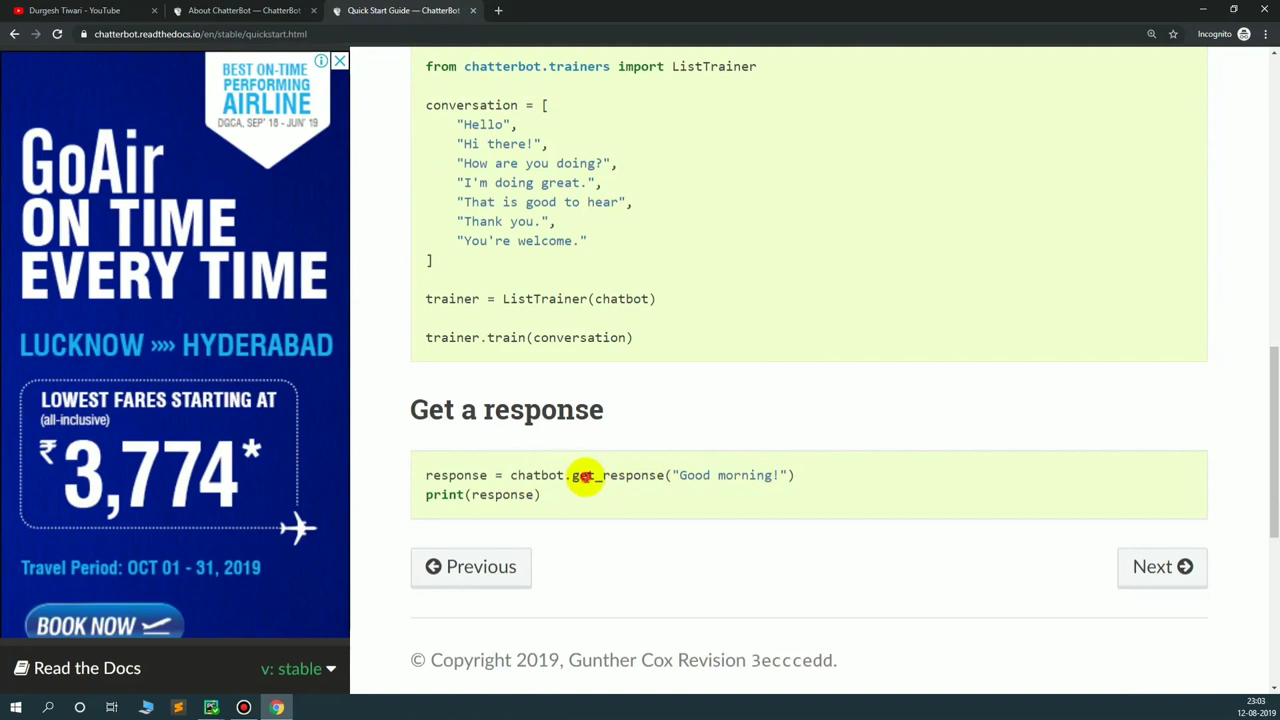 Durgesh Tiwari - YouTube
About ChatterBot — ChatterBot
Quick Start Guide — ChatterBot
chatterbot.readthedocs.io/en/stable/quickstart.html
Incognito
BEST ON-TIME
PERFORMING
AIRLINE
DGCA, SEP' 18 - JUN' 19
GoAir
ON TIME
EVERY TIME
LUCKNOW »» HYDERABAD
LOWEST FARES STARTING AT
(all-inclusive)
₹3,774*
Travel Period: OCT 01 - 31, 2019
BOOK NOW
Read the Docs
v: stable
from chatterbot.trainers import ListTrainer
conversation = [
"Hello",
"Hi there!",
"How are you doing?",
"I'm doing great.",
"That is good to hear",
"Thank you.",
"You're welcome."
]
trainer = ListTrainer(chatbot)
trainer.train(conversation)
Get a response
response = chatbot.get_response("Good morning!")
print(response)
Previous
Next
© Copyright 2019, Gunther Cox Revision 3ecccedd.
23:03
12-08-2019